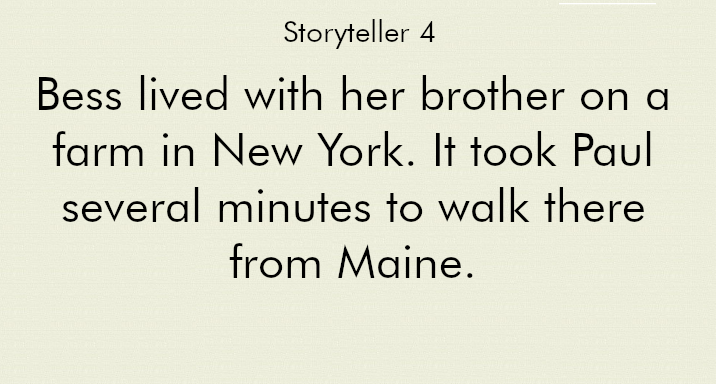 Storyteller 4
Bess lived with her brother on a
farm in New York. It took Paul
several minutes to walk there
from Maine.